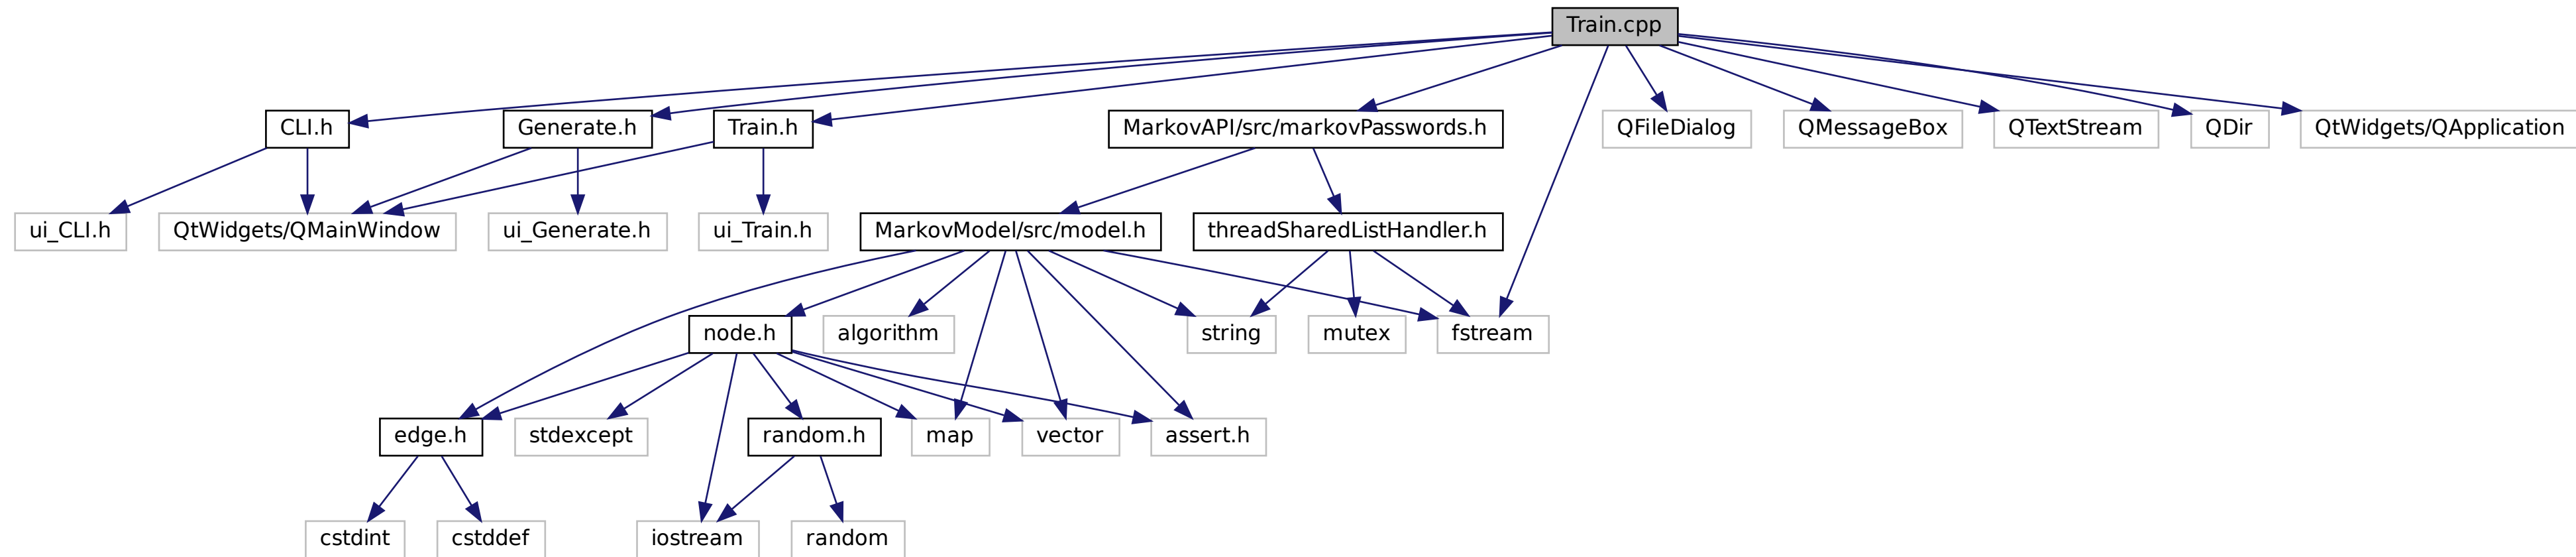 Train.cpp
CLI.h
Generate.h
Train.h
MarkovAPI/src/markovPasswords.h
QFileDialog
QMessageBox
QTextStream
QDir
QtWidgets/QApplication
ui_CLI.h
QtWidgets/QMainWindow
ui_Generate.h
ui_Train.h
MarkovModel/src/model.h
threadSharedListHandler.h
node.h
algorithm
string
mutex
fstream
edge.h
stdexcept
random.h
map
vector
assert.h
cstdint
cstddef
iostream
random